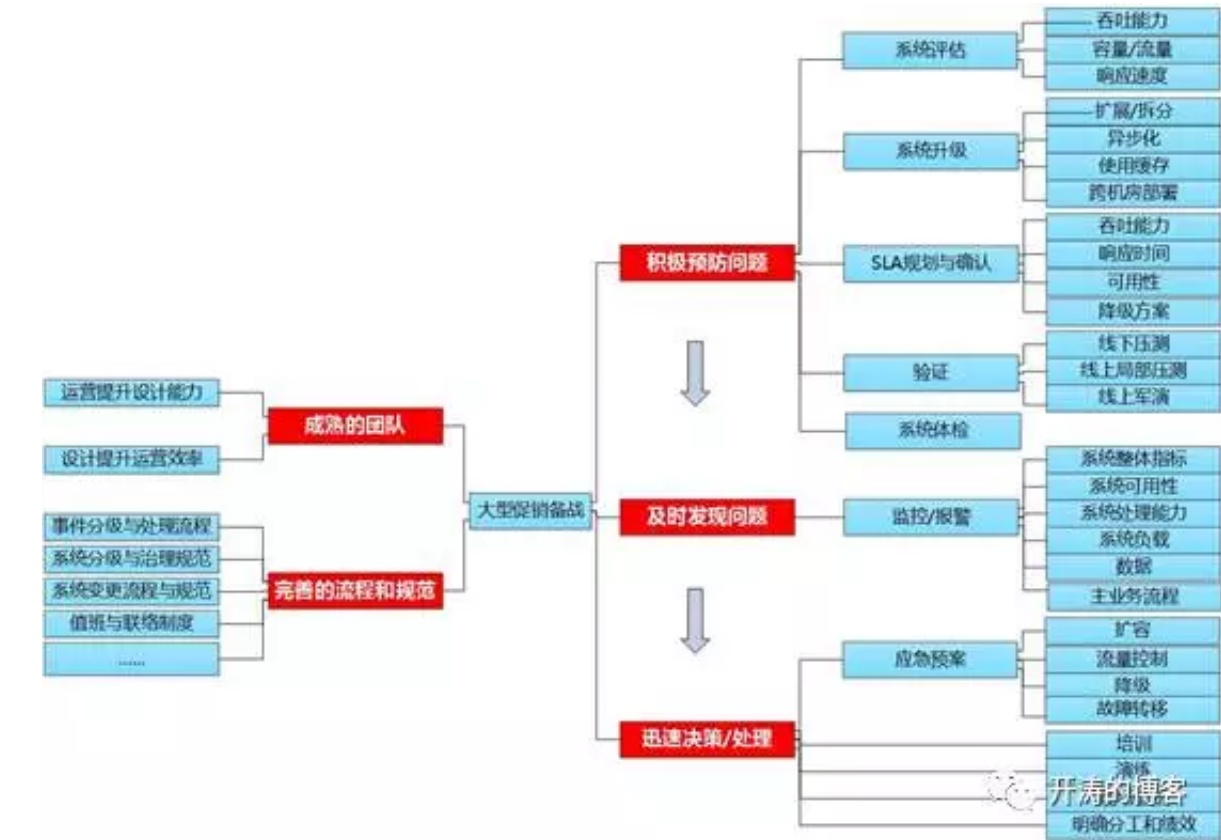 大型促销备战
成熟的团队
运营提升设计能力
设计提升运营效率
完善的流程和规范
事件分级与处理流程
系统分级与治理规范
系统变更流程与规范
值班与联络制度
......
积极预防问题
系统评估
吞吐能力
容量/流量
响应速度
系统升级
扩展/拆分
异步化
使用缓存
跨机房部署
SLA规划与确认
吞吐能力
响应时间
可用性
降级方案
验证
线下压测
线上局部压测
线上军演
系统体检
及时发现问题
监控/报警
系统整体指标
系统可用性
系统处理能力
系统负载
数据
主业务流程
迅速决策/处理
应急预案
扩容
流量控制
降级
故障转移
培训
演练
明确分工和绩效
开涛的博客